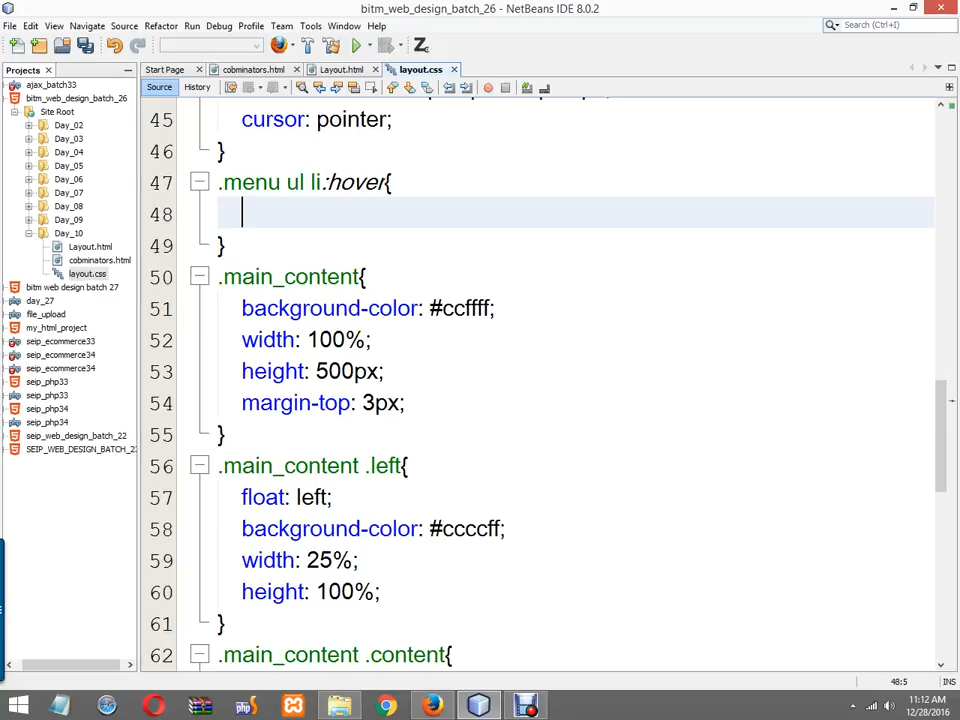 bitm_web_design_batch_26 - NetBeans IDE 8.0.2
File Edit View Navigate Source Refactor Run Debug Profile Team Tools Window Help
Search (Ctrl+I)
Projects
Start Page cobminators.html Layout.html layout.css
Source History
ajax_batch33
bitm_web_design_batch_26
Site Root
Day_02
Day_03
Day_04
Day_05
Day_06
Day_07
Day_08
Day_09
Day_10
Layout.html
cobminators.html
layout.css
bitm web design batch 27
day_27
file_upload
my_html_project
seip_ecommerce33
seip_ecommerce34
seip_ecommerce34
seip_php33
seip_php33
seip_php34
seip_php34
seip_web_design_batch_22
45 cursor: pointer;
46 }
47 .menu ul li:hover{
48
49 }
50 .main_content{
51 background-color: #ccffff;
52 width: 100%;
53 height: 500px;
54 margin-top: 3px;
55 }
56 .main_content .left{
57 float: left;
58 background-color: #ccccff;
59 width: 25%;
60 height: 100%;
61 }
62 .main_content .content{
48:5 INS
11:12 AM
12/28/2016